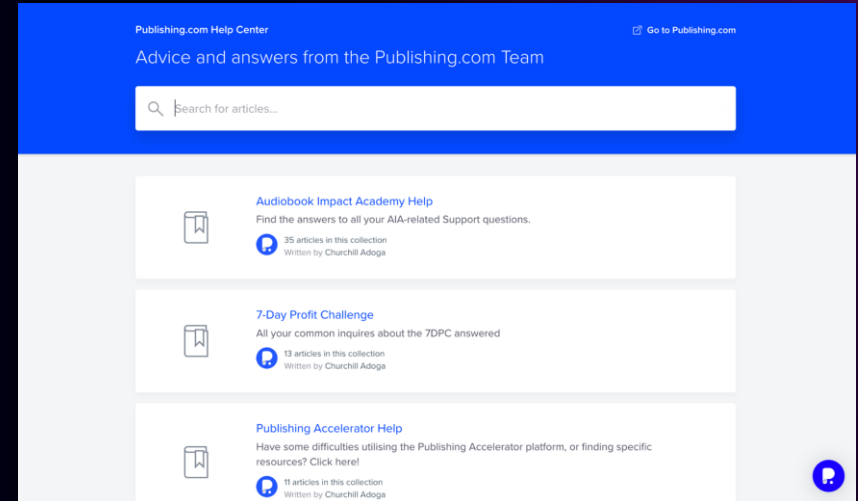 Publishing.com Help Center
Go to Publishing.com
Advice and answers from the Publishing.com Team
Search for articles...
Audiobook Impact Academy Help
Find the answers to all your AIA-related Support questions.
35 articles in this collection
Written by Churchill Adoga
7-Day Profit Challenge
All your common inquires about the 7DPC answered
13 articles in this collection
Written by Churchill Adoga
Publishing Accelerator Help
Have some difficulties utilising the Publishing Accelerator platform, or finding specific
resources? Click here!
11 articles in this collection
Written by Churchill Adoga